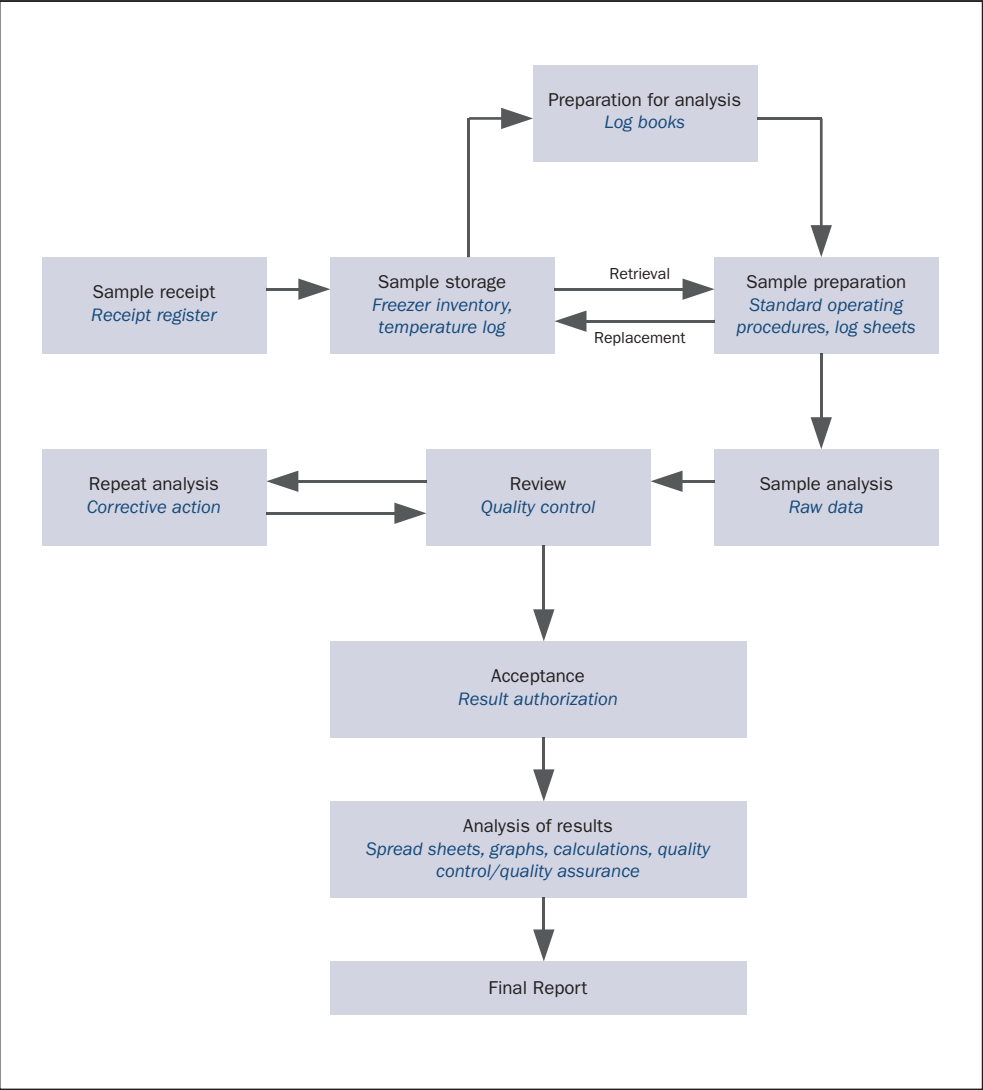 Preparation for analysis
Log books
Sample receipt
Receipt register
Sample storage
Freezer inventory,
temperature log
Retrieval
Replacement
Sample preparation
Standard operating
procedures, log sheets
Repeat analysis
Corrective action
Review
Quality control
Sample analysis
Raw data
Acceptance
Result authorization
Analysis of results
Spread sheets, graphs, calculations, quality
control/quality assurance
Final Report